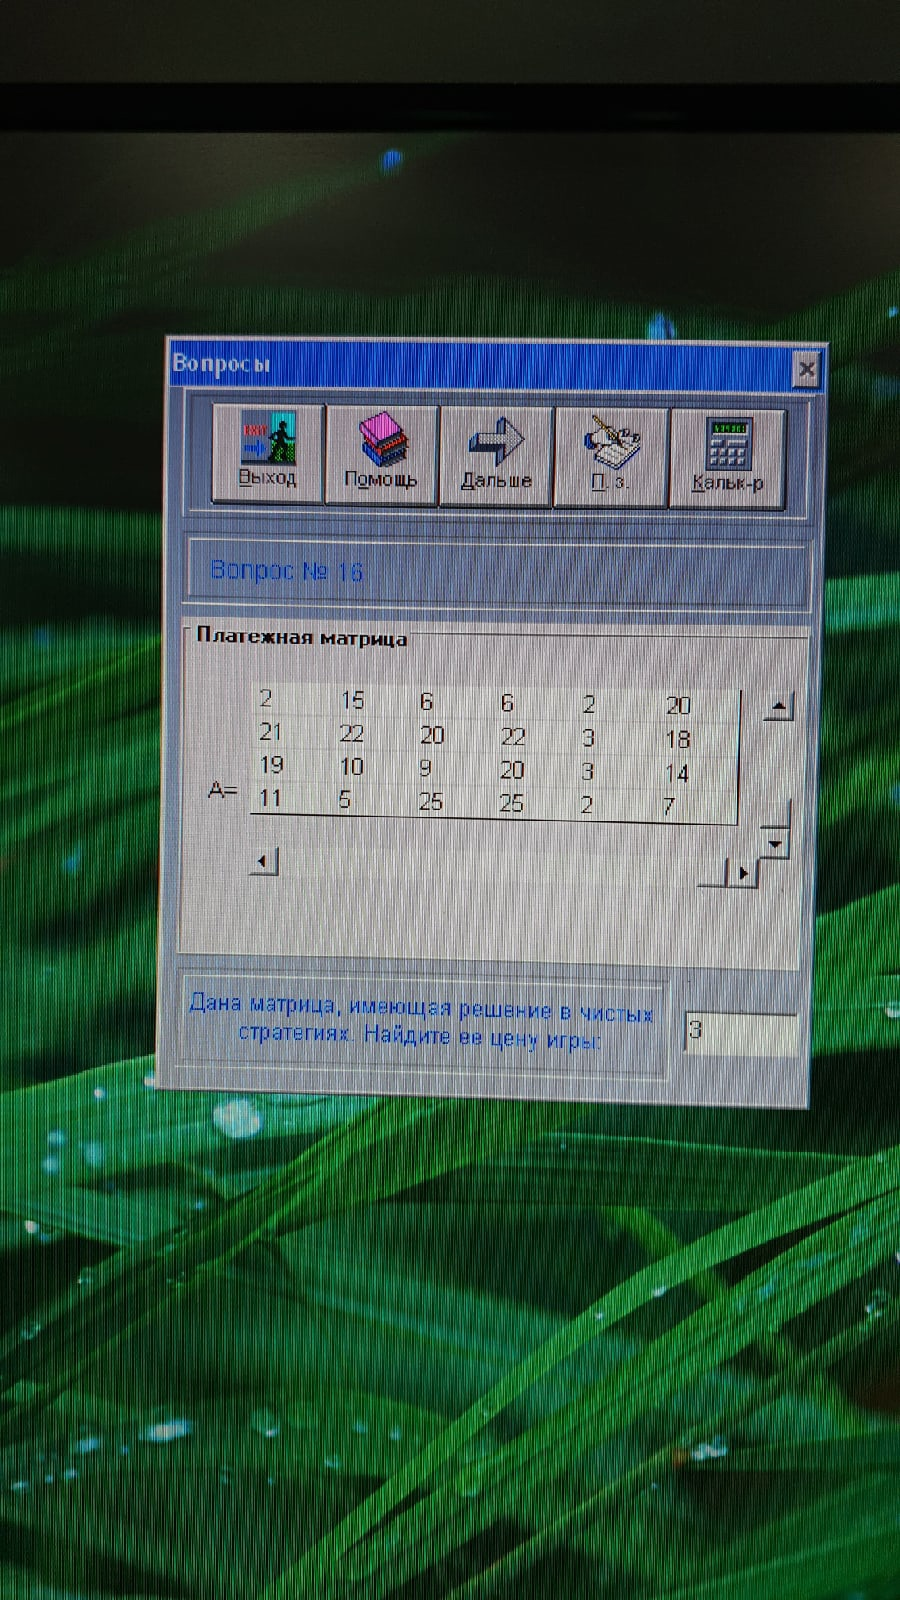 Вопросы
EXIT
Выход Помощь Дальше П. з. Кальк-р
Вопрос № 16
Платежная матрица
2 15 6 6 2 20
21 22 20 22 3 18
19 10 9 20 3 14
A= 11 5 25 25 2 7
Дана матрица, имеющая решение в чистых
стратегиях. Найдите ее цену игры:
3